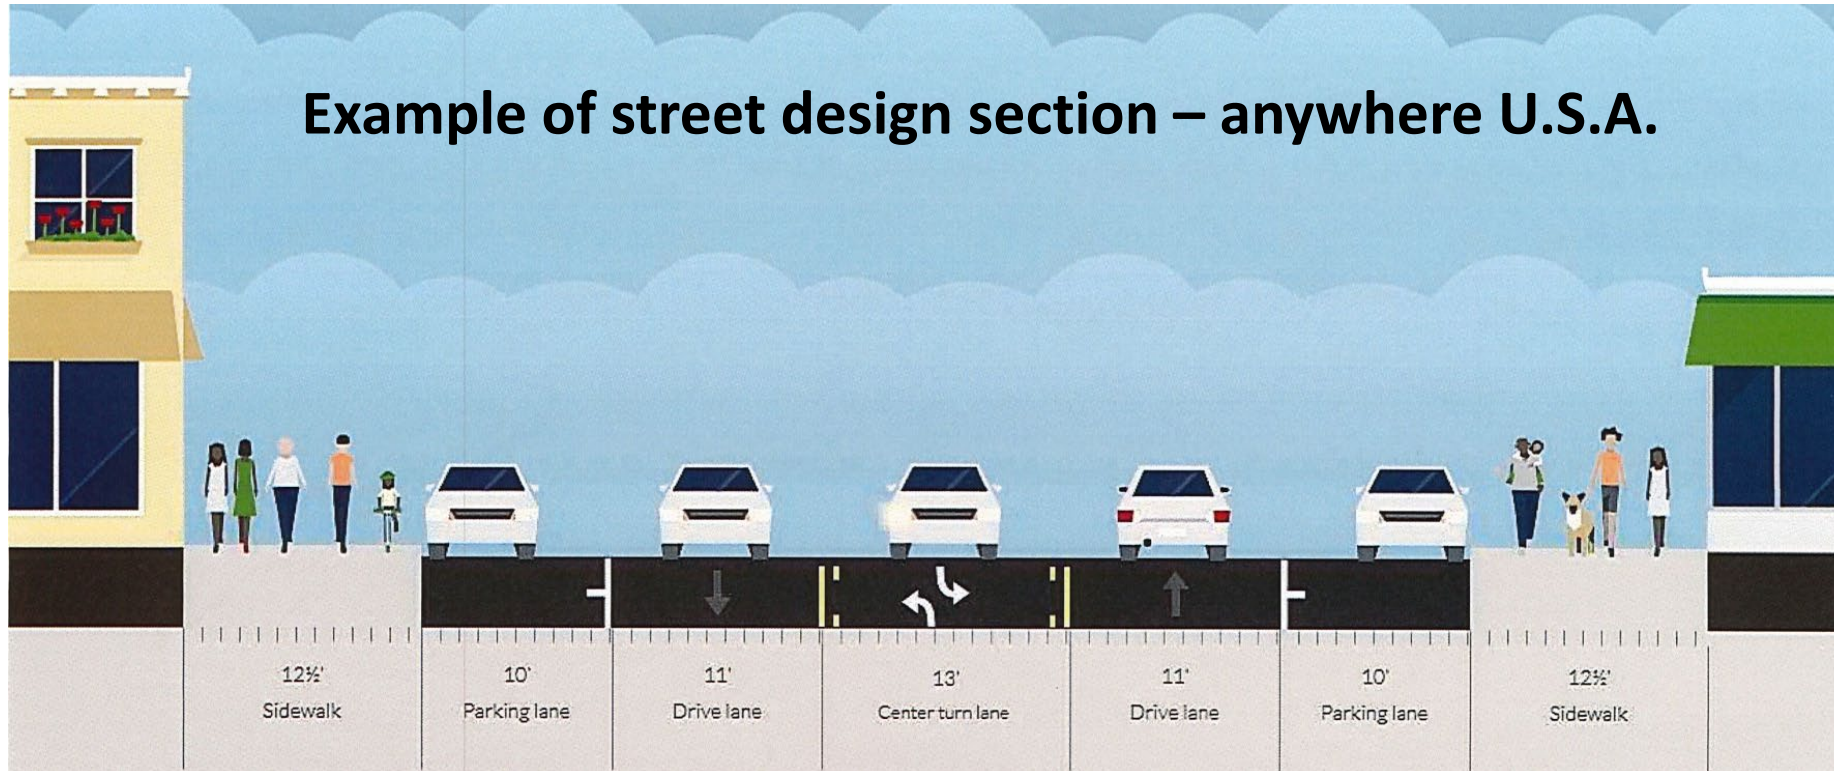 Example of street design section – anywhere U.S.A.
12½' 10' 11' 13' 11' 10' 12½'
Sidewalk Parking lane Drive lane Center turn lane Drive lane Parking lane Sidewalk